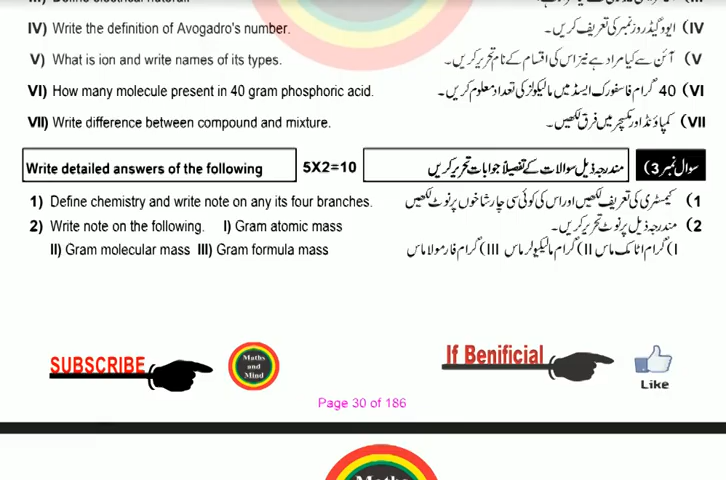 IV) Write the definition of Avogadro's number. IV) ایووگیڈروز نمبر کی تعریف کریں۔
V) What is ion and write names of its types. V) آئن سے کیا مراد ہے نیز اس کی اقسام کے نام تحریر کریں۔
VI) How many molecule present in 40 gram phosphoric acid. VI) 40 گرام فاسفورک ایسڈ میں مالیکیولز کی تعداد معلوم کریں۔
VII) Write difference between compound and mixture. VII) کمپاؤنڈ اور مکسچر میں فرق لکھیں۔
Write detailed answers of the following 5X2=10 مندرجہ ذیل سوالات کے تفصیلاً جوابات تحریر کریں سوال نمبر 3)
1) Define chemistry and write note on any its four branches. 1) کیمسٹری کی تعریف لکھیں اور اس کی کوئی سی چار شاخوں پر نوٹ لکھیں
2) Write note on the following. I) Gram atomic mass 2) مندرجہ ذیل پر نوٹ تحریر کریں۔
II) Gram molecular mass III) Gram formula mass I) گرام اٹامک ماس II) گرام مالیکیولر ماس III) گرام فارمولا ماس
SUBSCRIBE Maths and Mind If Benificial Like
Page 30 of 186
Maths